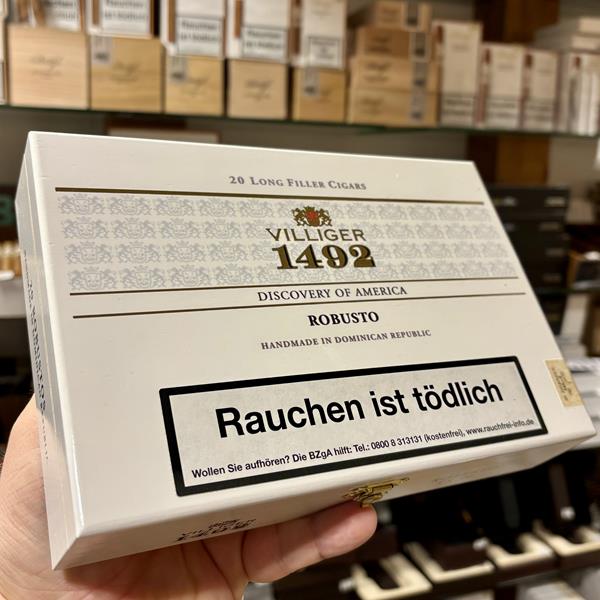 20 LONG FILLER CIGARS
VILLIGER
1492
DISCOVERY OF AMERICA
ROBUSTO
HANDMADE IN DOMINICAN REPUBLIC
Rauchen ist tödlich
Wollen Sie aufhören? Die BZgA hilft: Tel.: 0800 8 313131 (kostenfrei), www.rauchfrei-info.de